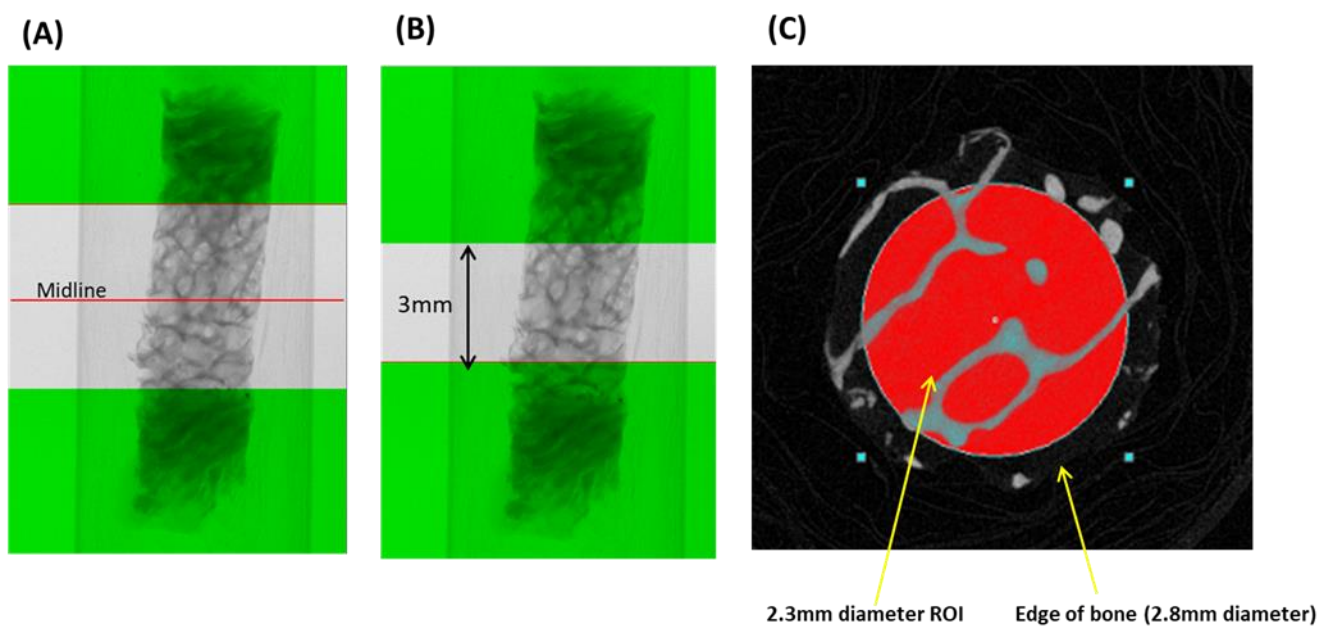 (A)
(B)
(C)
Midline
3mm
2.3mm diameter ROI
Edge of bone (2.8mm diameter)